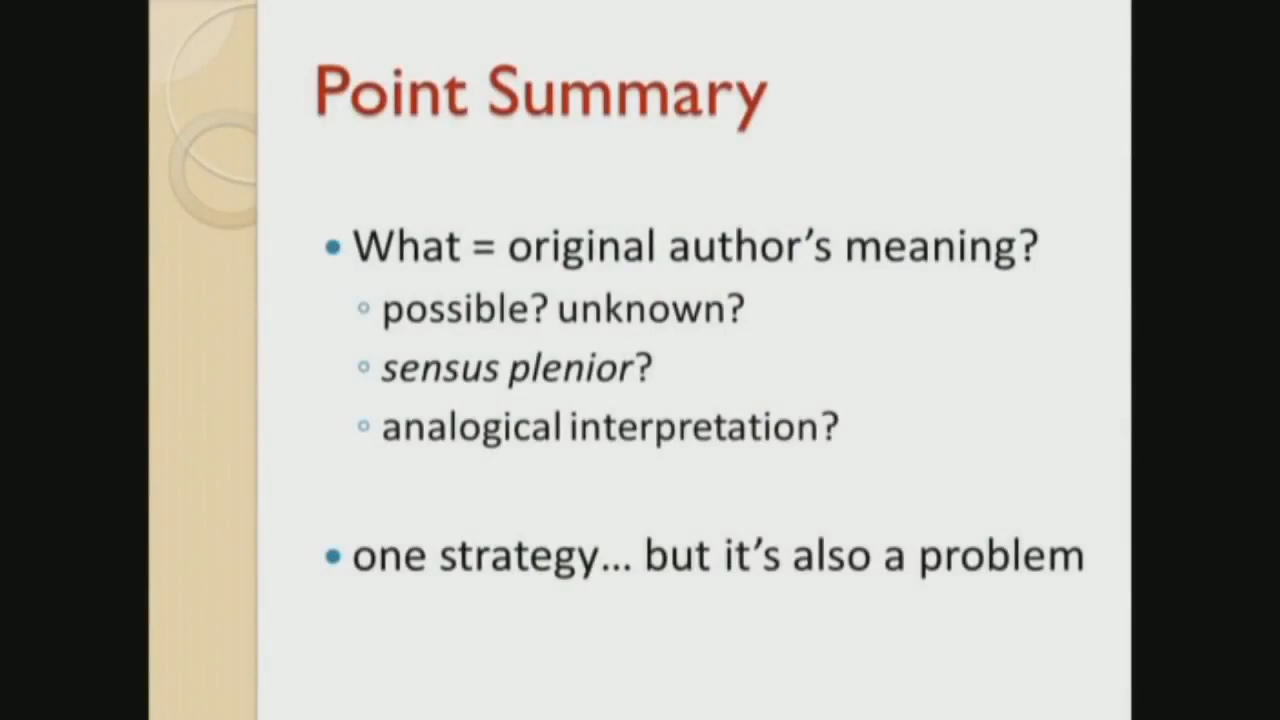 Point Summary
• What = original author’s meaning?
◦ possible? unknown?
◦ sensus plenior?
◦ analogical interpretation?
• one strategy… but it’s also a problem